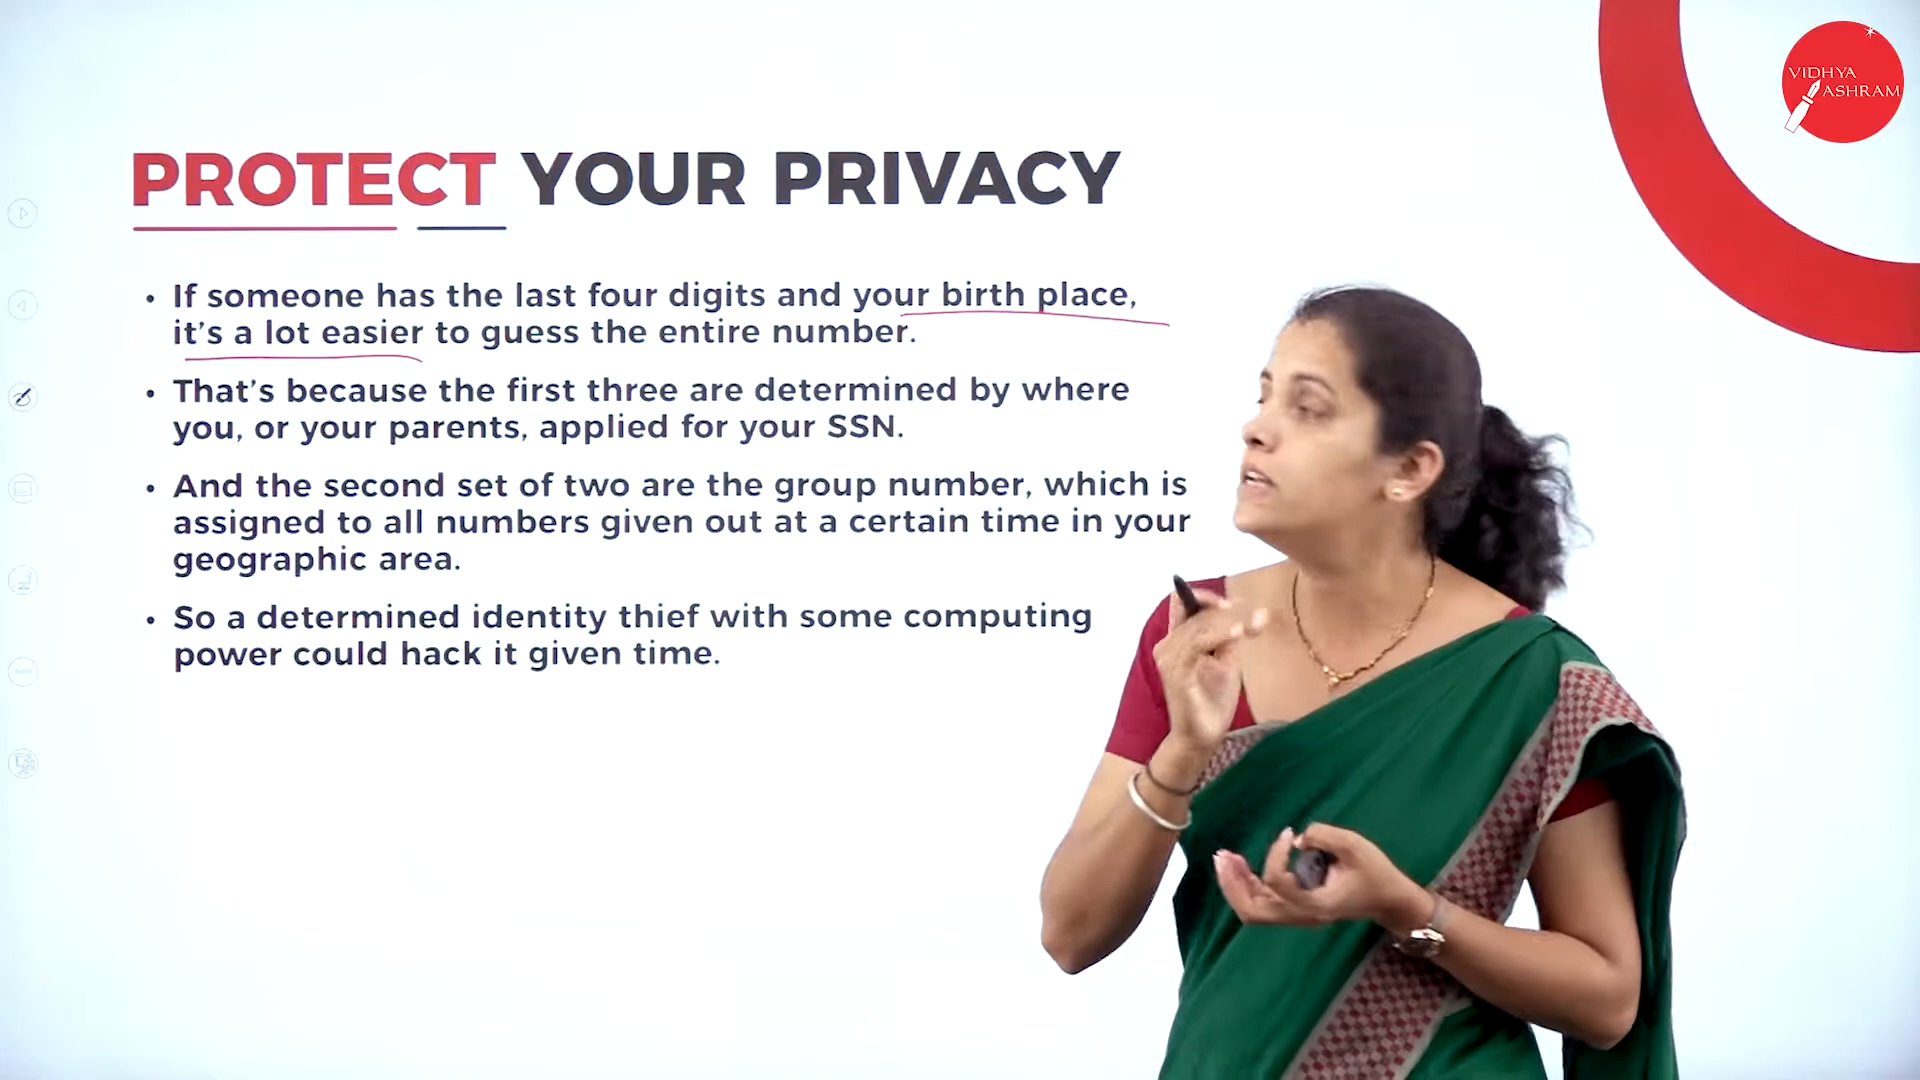 VIDHYA
ASHRAM
PROTECT YOUR PRIVACY
• If someone has the last four digits and your birth place,
it's a lot easier to guess the entire number.
• That's because the first three are determined by where
you, or your parents, applied for your SSN.
• And the second set of two are the group number, which is
assigned to all numbers given out at a certain time in your
geographic area.
• So a determined identity thief with some computing
power could hack it given time.